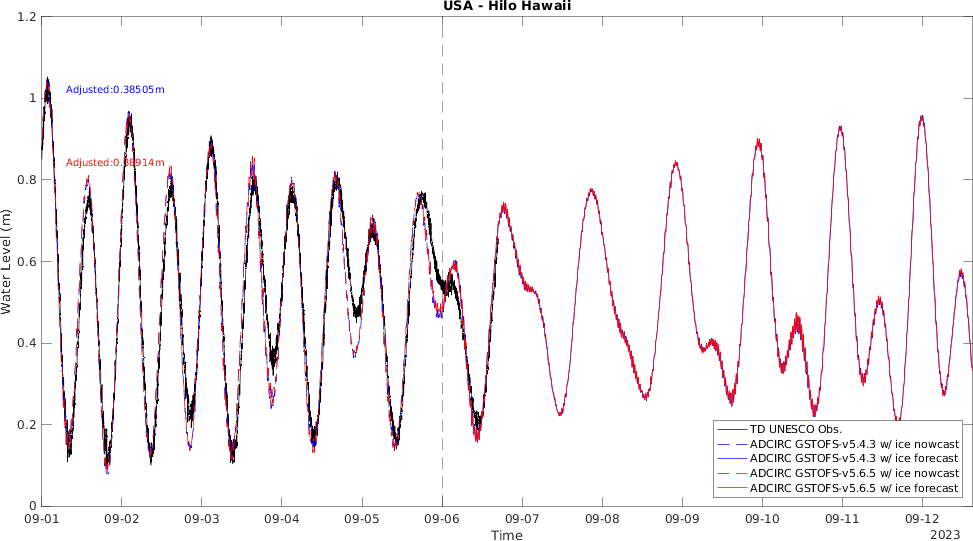 USA - Hilo Hawaii
Water Level (m)
1.2
1
0.8
0.6
0.4
0.2
0
Adjusted:0.38505m
Adjusted:0.38914m
TD UNESCO Obs.
ADCIRC GSTOFS-v5.4.3 w/ ice nowcast
ADCIRC GSTOFS-v5.4.3 w/ ice forecast
ADCIRC GSTOFS-v5.6.5 w/ ice nowcast
ADCIRC GSTOFS-v5.6.5 w/ ice forecast
09-01 09-02 09-03 09-04 09-05 09-06 09-07 09-08 09-09 09-10 09-11 09-12
Time
2023